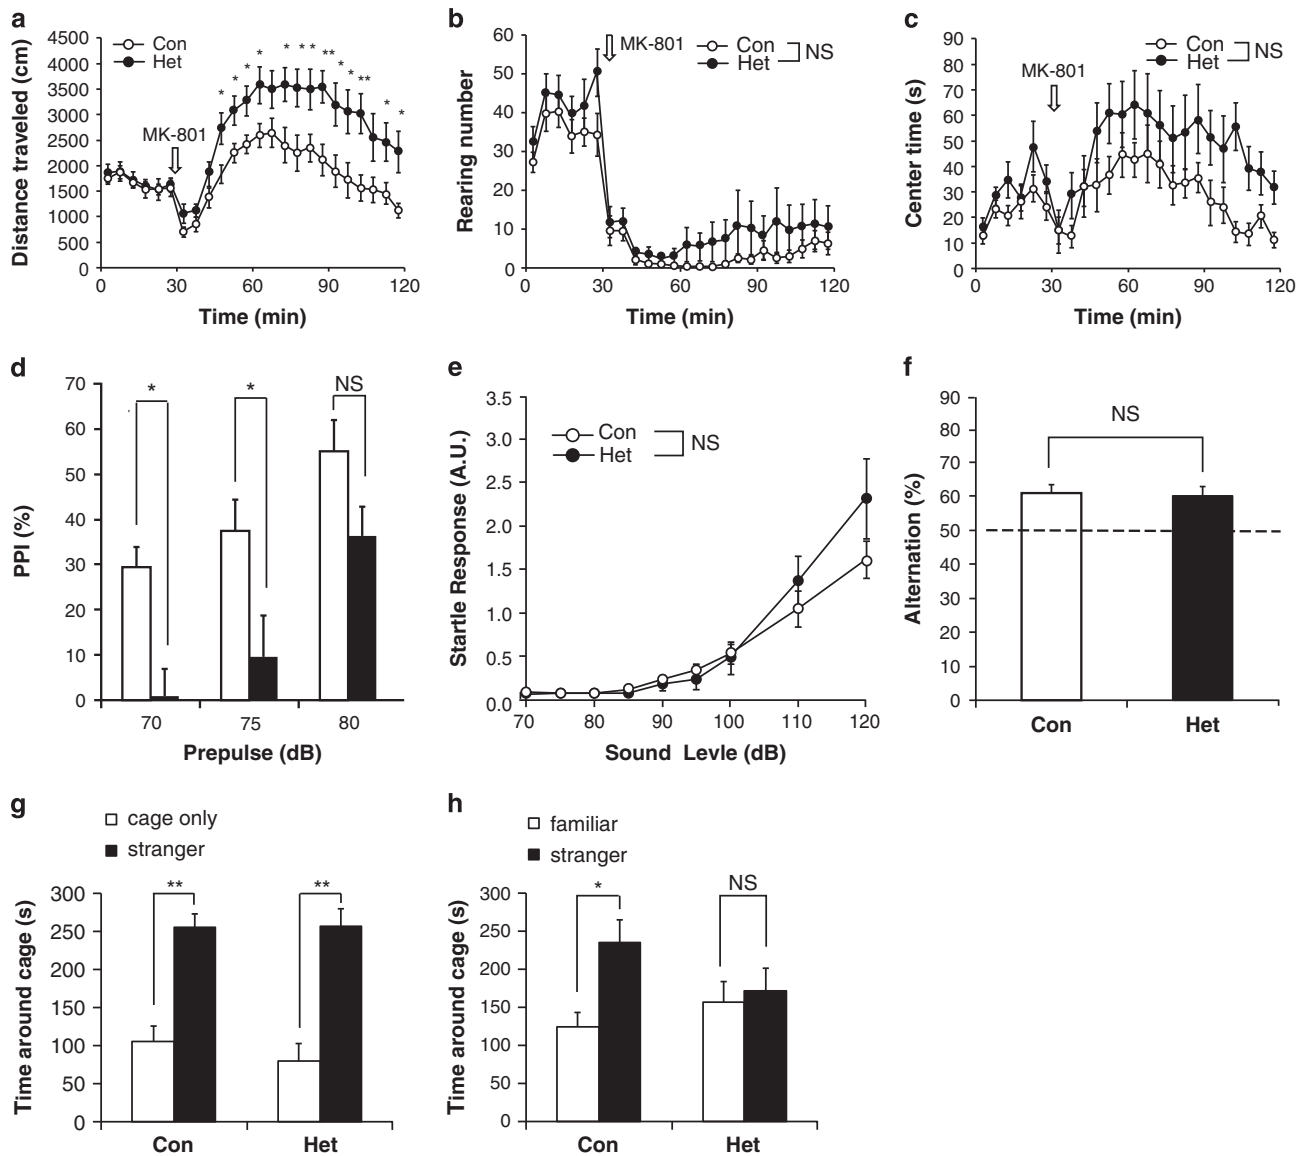 a
Distance traveled (cm)
4500
4000
3500
3000
2500
2000
1500
1000
500
0
Con
Het
MK-801
* * * * * * * ** * * ** * *
0 30 60 90 120
Time (min)
b
Rearing number
60
50
40
30
20
10
0
MK-801
Con
Het
NS
0 30 60 90 120
Time (min)
c
Center time (s)
90
80
70
60
50
40
30
20
10
0
MK-801
Con
Het
NS
0 30 60 90 120
Time (min)
d
PPI (%)
70
60
50
40
30
20
10
0
*
*
NS
70 75 80
Prepulse (dB)
e
Startle Response (A.U.)
3.5
3.0
2.5
2.0
1.5
1.0
0.5
0.0
Con
Het
NS
70 80 90 100 110 120
Sound Levle (dB)
f
Alternation (%)
90
80
70
60
50
40
30
20
10
0
NS
Con Het
g
cage only
stranger
Time around cage (s)
300
250
200
150
100
50
0
** **
Con Het
h
familiar
stranger
Time around cage (s)
300
250
200
150
100
50
0
* NS
Con Het